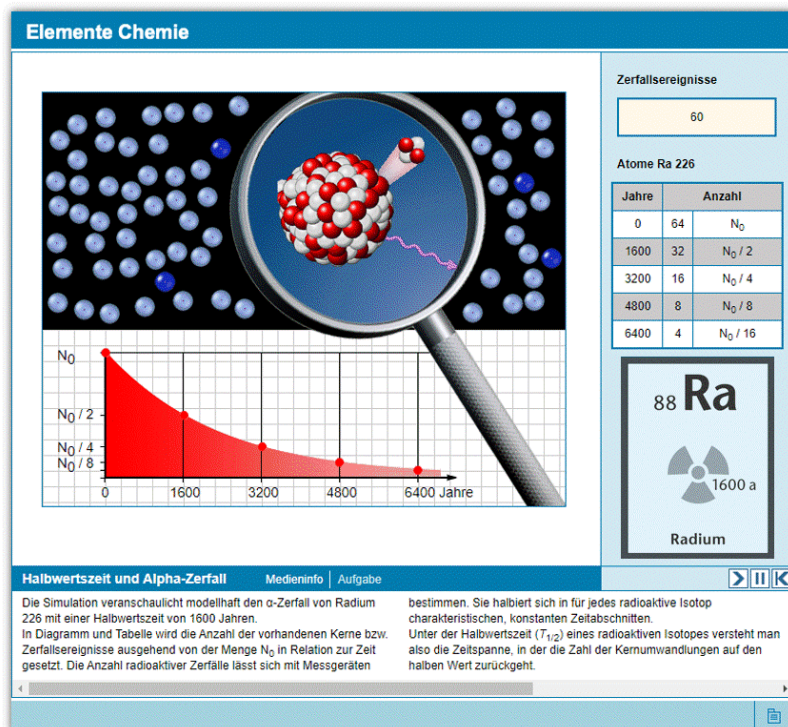 Elemente Chemie
Zerfallsereignisse
60
Atome Ra 226
Jahre Anzahl
0 64 N0
1600 32 N0 / 2
3200 16 N0 / 4
4800 8 N0 / 8
6400 4 N0 / 16
N0
N0 / 2
N0 / 4
N0 / 8
0 1600 3200 4800 6400 Jahre
88 Ra
1600 a
Radium
Halbwertszeit und Alpha-Zerfall Medieninfo Aufgabe
Die Simulation veranschaulicht modellhaft den α-Zerfall von Radium
226 mit einer Halbwertszeit von 1600 Jahren.
In Diagramm und Tabelle wird die Anzahl der vorhandenen Kerne bzw.
Zerfallsereignisse ausgehend von der Menge N0 in Relation zur Zeit
gesetzt. Die Anzahl radioaktiver Zerfälle lässt sich mit Messgeräten
bestimmen. Sie halbiert sich in für jedes radioaktive Isotop
charakteristischen, konstanten Zeitabschnitten.
Unter der Halbwertszeit (T1/2) eines radioaktiven Isotopes versteht man
also die Zeitspanne, in der die Zahl der Kernumwandlungen auf den
halben Wert zurückgeht.